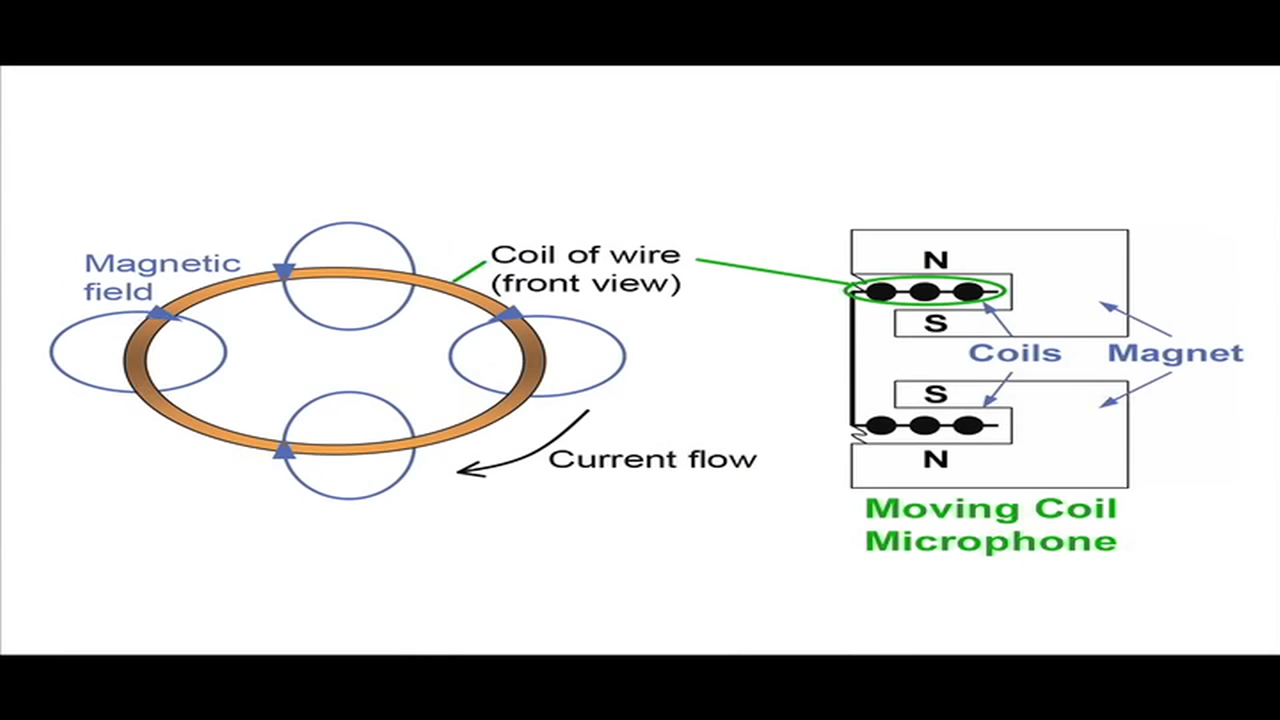 Magnetic
field
Coil of wire
(front view)
Current flow
N
S
Coils
Magnet
S
N
Moving Coil
Microphone